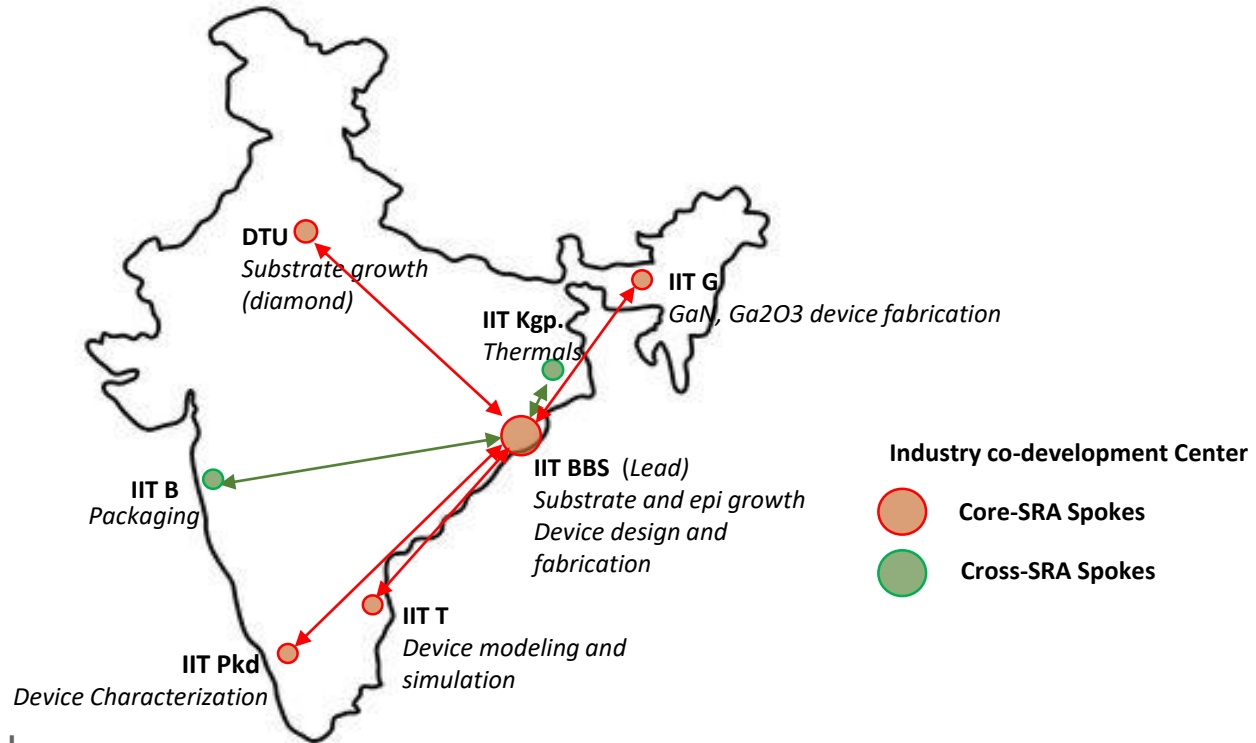 DTU
Substrate growth
(diamond)
IIT G
GaN, Ga2O3 device fabrication
IIT Kgp.
Thermals
IIT B
Packaging
IIT BBS (Lead)
Substrate and epi growth
Device design and
fabrication
IIT T
Device modeling and
simulation
IIT Pkd
Device Characterization
Industry co-development Center
Core-SRA Spokes
Cross-SRA Spokes